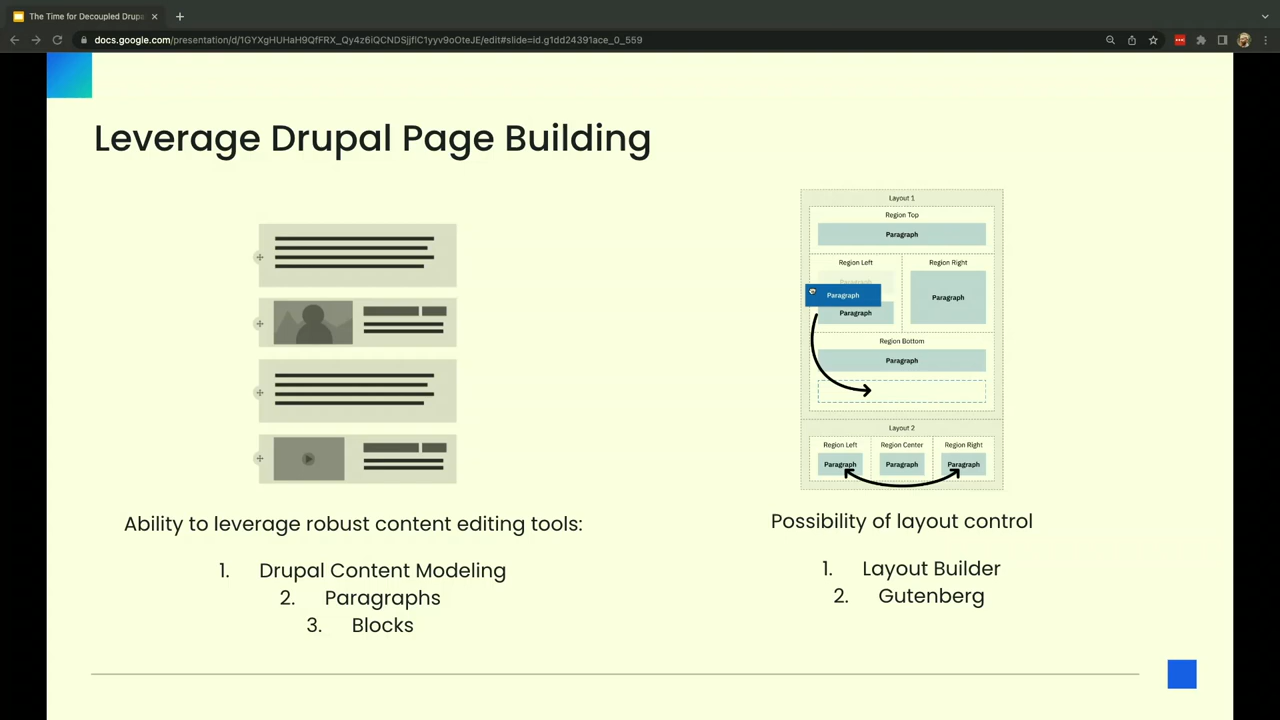 The Time for Decoupled Drupa
docs.google.com/presentation/d/1GYXgHUHaH9QfFRX_Qy4z6iQCNDSjjflC1yyv9oOteJE/edit#slide=id.g1dd24391ace_0_559
Leverage Drupal Page Building
Layout 1
Region Top
Paragraph
Region Left
Region Right
Paragraph
Paragraph
Paragraph
Paragraph
Region Bottom
Paragraph
Layout 2
Region Left
Region Center
Region Right
Paragraph
Paragraph
Paragraph
Ability to leverage robust content editing tools:
1. Drupal Content Modeling
2. Paragraphs
3. Blocks
Possibility of layout control
1. Layout Builder
2. Gutenberg